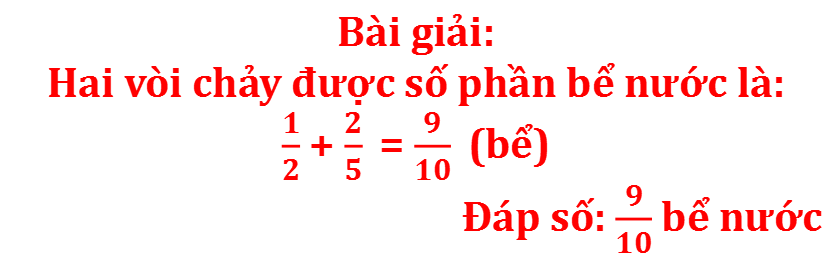 Bài giải:
Hai vòi chảy được số phần bể nước là:
1/2 + 2/5 = 9/10 (bể)
Đáp số: 9/10 bể nước